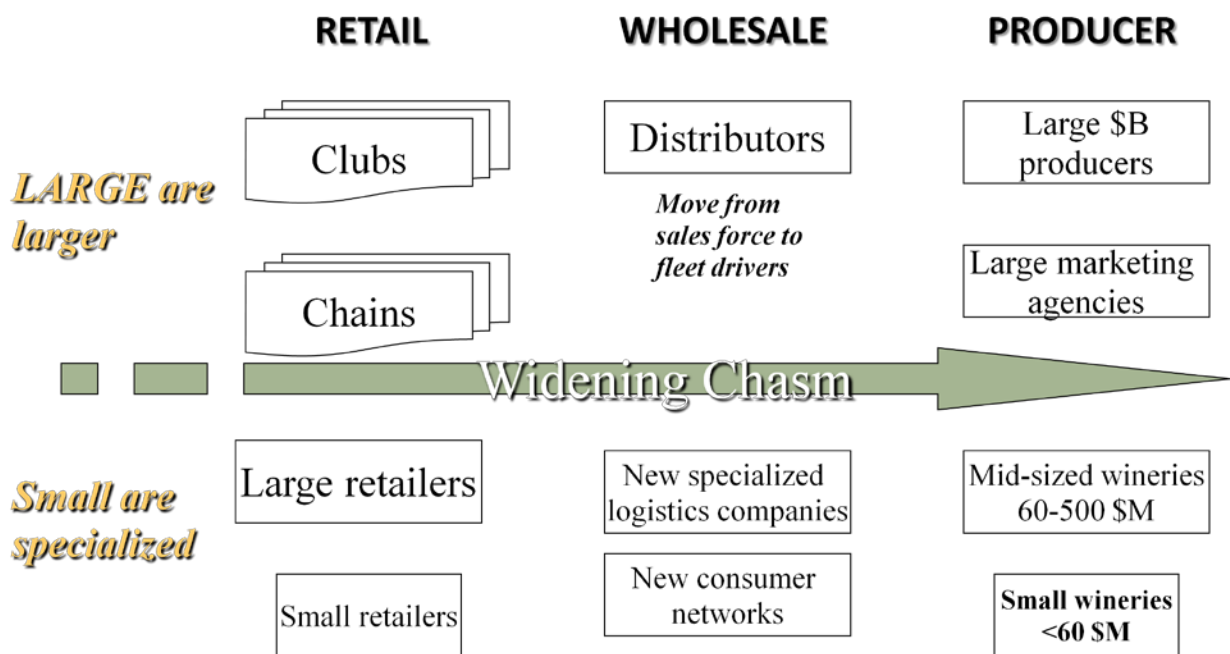 RETAIL
WHOLESALE
PRODUCER
LARGE are
larger
Clubs
Chains
Distributors
Move from
sales force to
fleet drivers
Large $B
producers
Large marketing
agencies
Widening Chasm
Small are
specialized
Large retailers
Small retailers
New specialized
logistics companies
New consumer
networks
Mid-sized wineries
60-500 $M
Small wineries
<60 $M